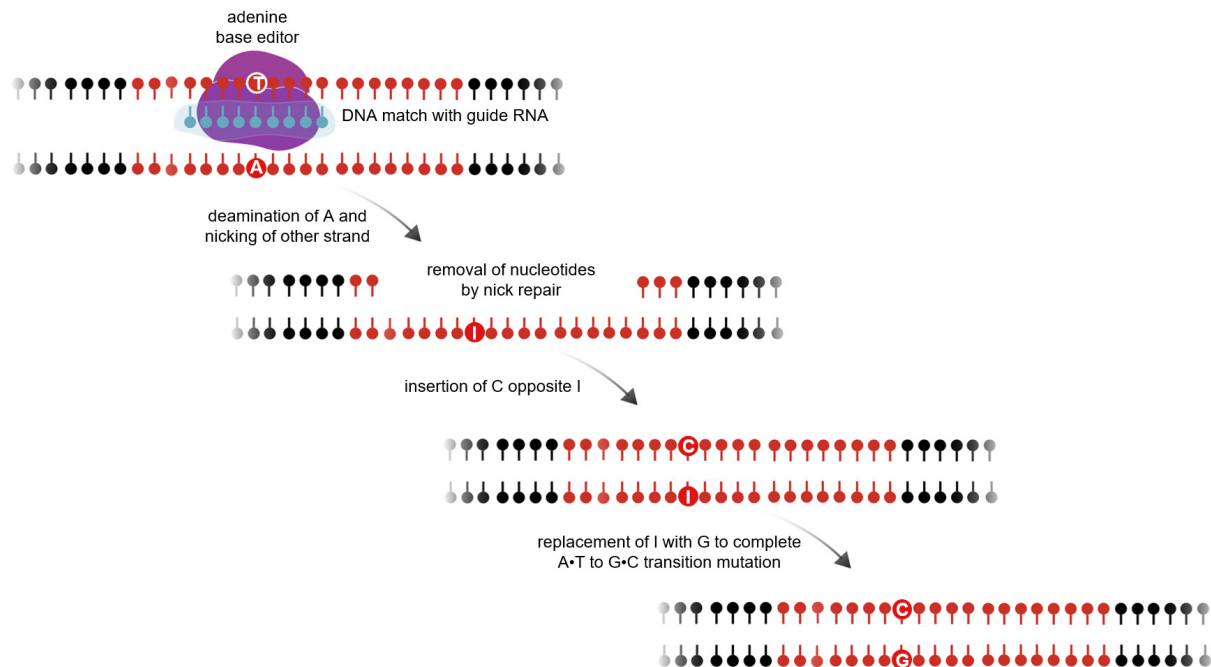 adenine
base editor
T
DNA match with guide RNA
A
deamination of A and
nicking of other strand
removal of nucleotides
by nick repair
I
insertion of C opposite I
C
I
replacement of I with G to complete
A•T to G•C transition mutation
C
G